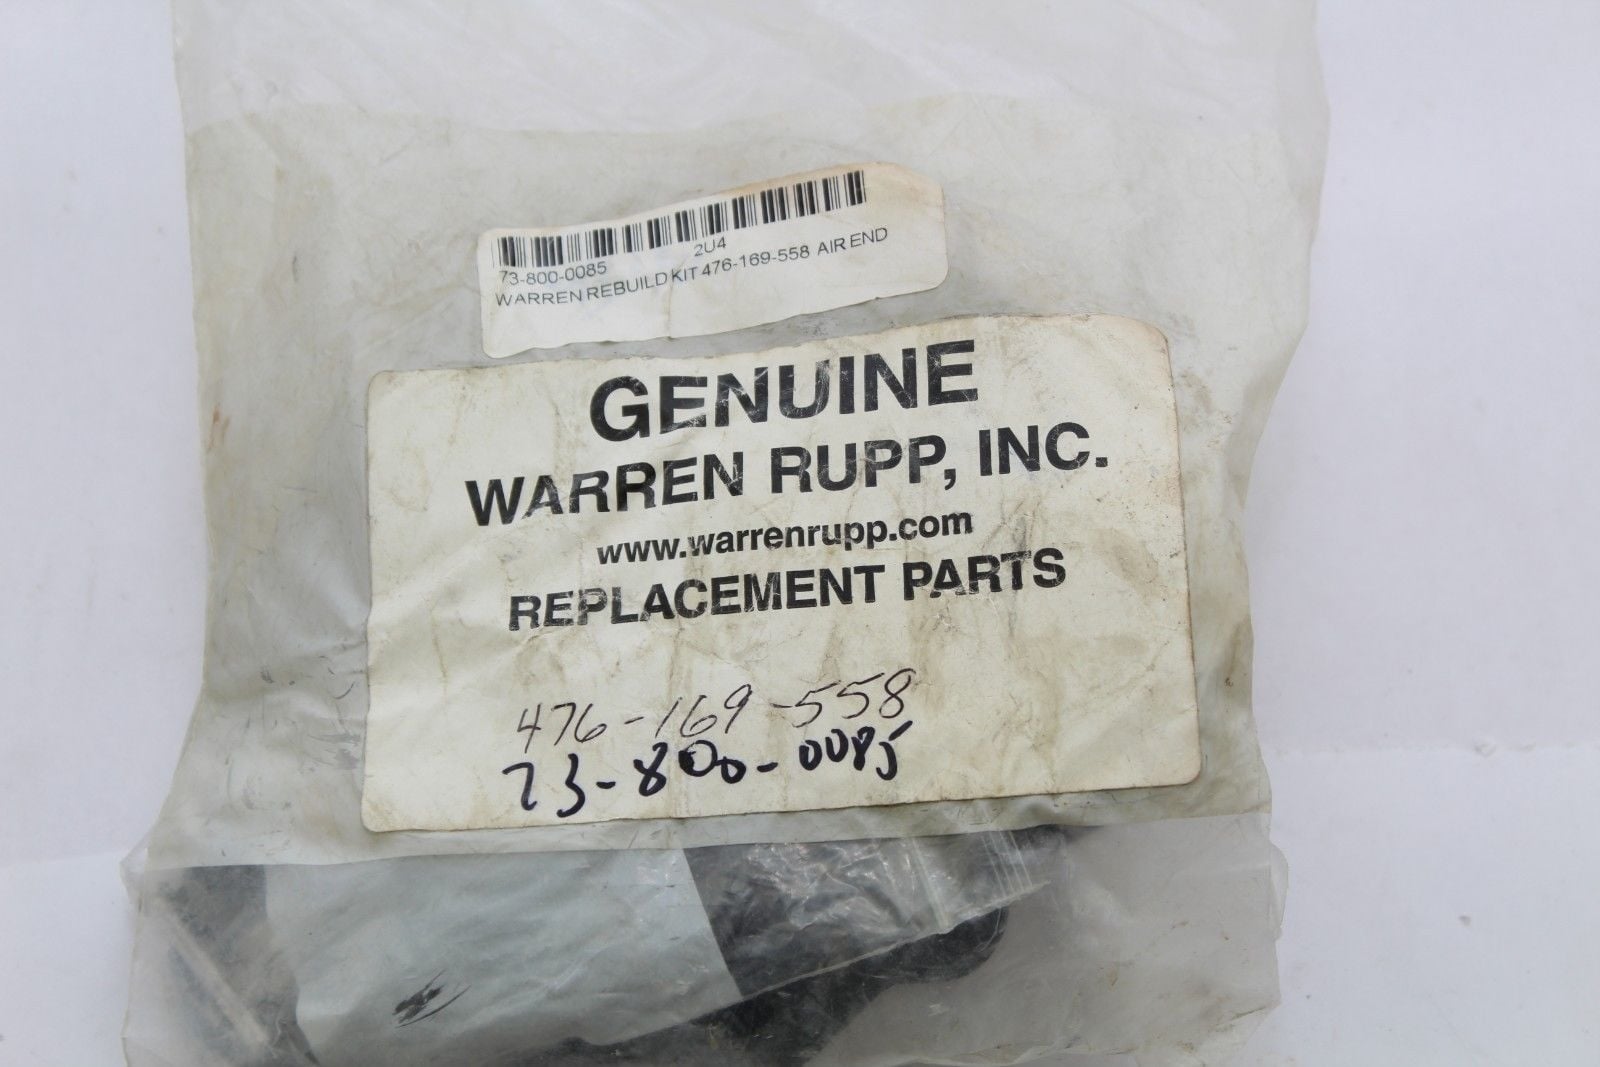 73-800-0085 2U4
WARREN REBUILD KIT 476-169-558 AIR END
GENUINE
WARREN RUPP, INC.
www.warrenrupp.com
REPLACEMENT PARTS
476-169-558
73-800-0085